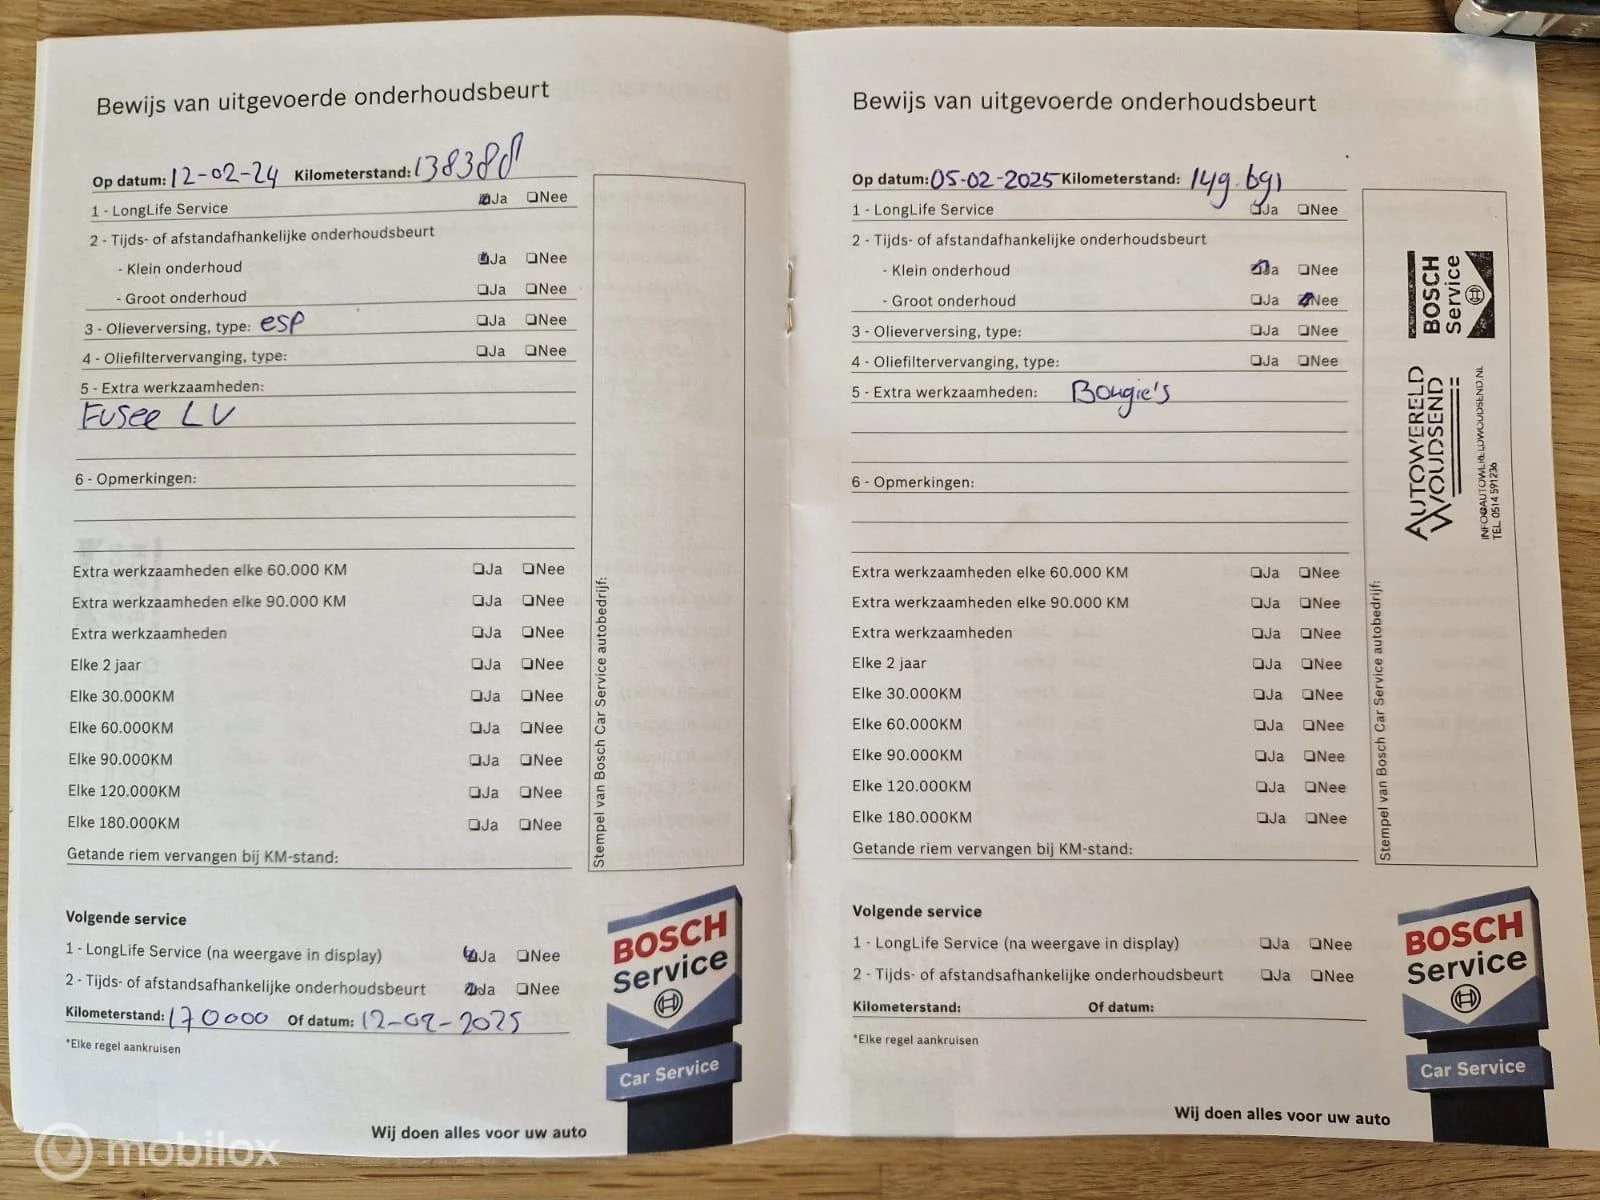 Bewijs van uitgevoerde onderhoudsbeurt
Op datum: 12-02-24 Kilometerstand: 138388
1 - LongLife Service Ja Nee
2 - Tijds- of afstandafhankelijke onderhoudsbeurt
- Klein onderhoud Ja Nee
- Groot onderhoud Ja Nee
3 - Olieverversing, type: esp Ja Nee
4 - Oliefiltervervanging, type: Ja Nee
5 - Extra werkzaamheden:
Fusee LV
6 - Opmerkingen:
Extra werkzaamheden elke 60.000 KM Ja Nee
Extra werkzaamheden elke 90.000 KM Ja Nee
Extra werkzaamheden Ja Nee
Elke 2 jaar Ja Nee
Elke 30.000KM Ja Nee
Elke 60.000KM Ja Nee
Elke 90.000KM Ja Nee
Elke 120.000KM Ja Nee
Elke 180.000KM Ja Nee
Getande riem vervangen bij KM-stand:
Stempel van Bosch Car Service autobedrijf:
Volgende service
1 - LongLife Service (na weergave in display) Ja Nee
2 - Tijds- of afstandsafhankelijke onderhoudsbeurt Ja Nee
Kilometerstand: 170000 Of datum: 12-02-2025
*Elke regel aankruisen
BOSCH
Service
Car Service
Wij doen alles voor uw auto
Bewijs van uitgevoerde onderhoudsbeurt
Op datum: 05-02-2025 Kilometerstand: 149.691
1 - LongLife Service Ja Nee
2 - Tijds- of afstandafhankelijke onderhoudsbeurt
- Klein onderhoud Ja Nee
- Groot onderhoud Ja Nee
3 - Olieverversing, type: Ja Nee
4 - Oliefiltervervanging, type: Ja Nee
5 - Extra werkzaamheden: Bougie's
6 - Opmerkingen:
Extra werkzaamheden elke 60.000 KM Ja Nee
Extra werkzaamheden elke 90.000 KM Ja Nee
Extra werkzaamheden Ja Nee
Elke 2 jaar Ja Nee
Elke 30.000KM Ja Nee
Elke 60.000KM Ja Nee
Elke 90.000KM Ja Nee
Elke 120.000KM Ja Nee
Elke 180.000KM Ja Nee
Getande riem vervangen bij KM-stand:
Stempel van Bosch Car Service autobedrijf:
BOSCH
Service
AUTOWERELD
WOUDSEND
INFO@AUTOWERELDWOUDSEND.NL
TEL. 0514 591236
Volgende service
1 - LongLife Service (na weergave in display) Ja Nee
2 - Tijds- of afstandsafhankelijke onderhoudsbeurt Ja Nee
Kilometerstand: Of datum:
*Elke regel aankruisen
BOSCH
Service
Car Service
Wij doen alles voor uw auto
mobilox